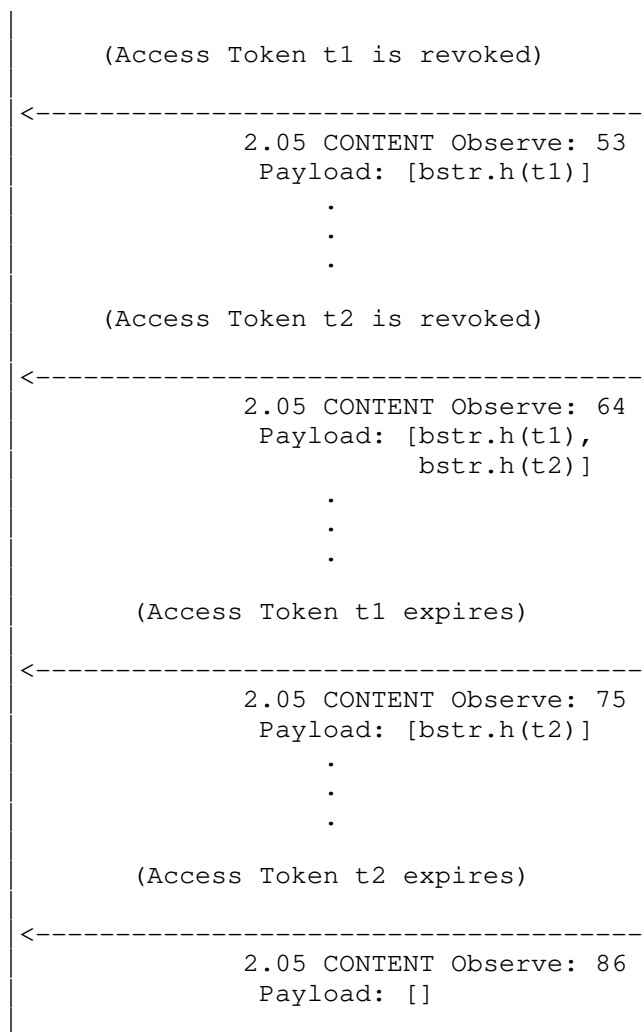 (Access Token t1 is revoked)
<---------------------------------------
2.05 CONTENT Observe: 53
Payload: [bstr.h(t1)]
.
.
.
(Access Token t2 is revoked)
<---------------------------------------
2.05 CONTENT Observe: 64
Payload: [bstr.h(t1),
bstr.h(t2)]
.
.
.
(Access Token t1 expires)
<---------------------------------------
2.05 CONTENT Observe: 75
Payload: [bstr.h(t2)]
.
.
.
(Access Token t2 expires)
<---------------------------------------
2.05 CONTENT Observe: 86
Payload: []